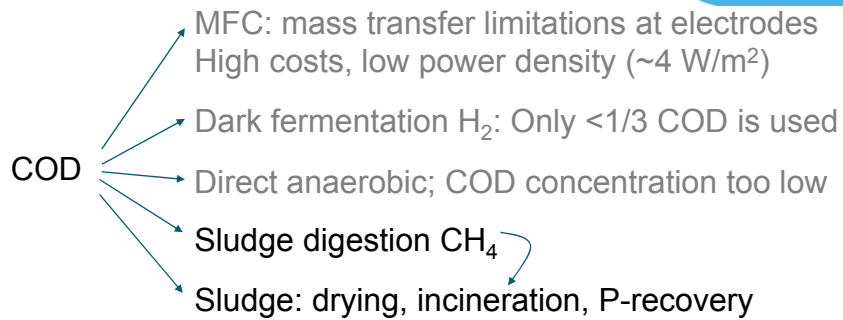 MFC: mass transfer limitations at electrodes
High costs, low power density (~4 W/m²)
Dark fermentation H₂: Only <1/3 COD is used
COD
Direct anaerobic; COD concentration too low
Sludge digestion CH₄
Sludge: drying, incineration, P-recovery